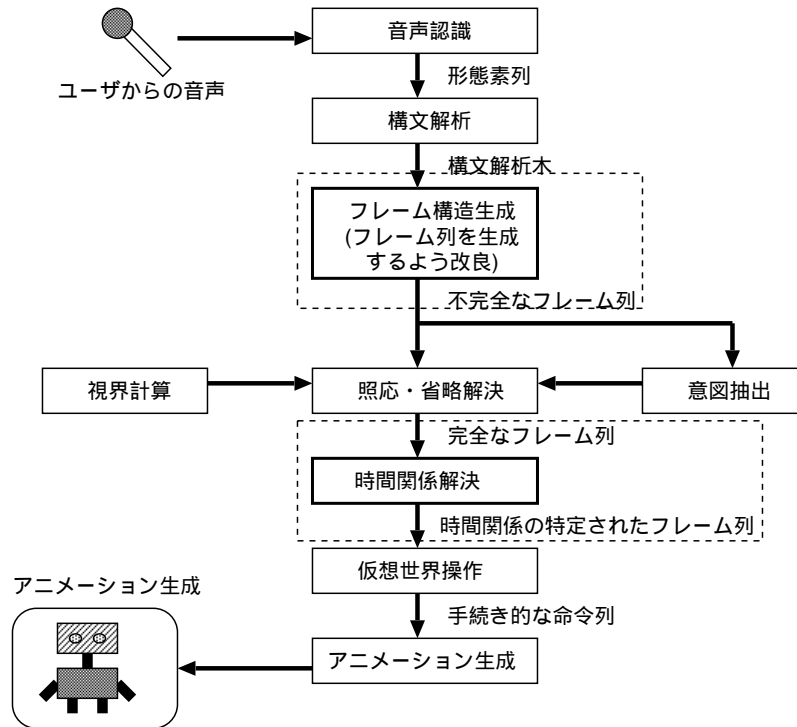 音声認識
ユーザからの音声
形態素列
構文解析
構文解析木
フレーム構造生成
(フレーム列を生成
するよう改良)
不完全なフレーム列
視界計算
照応・省略解決
意図抽出
完全なフレーム列
時間関係解決
時間関係の特定されたフレーム列
仮想世界操作
アニメーション生成
手続き的な命令列
アニメーション生成